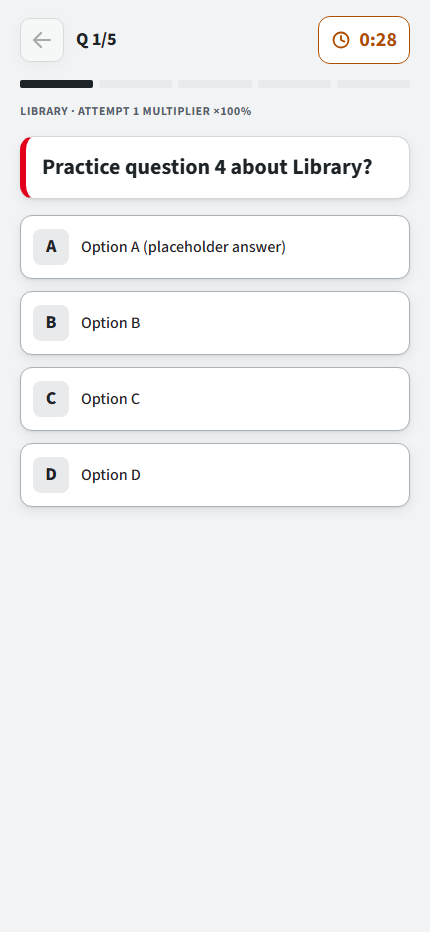 Q 1/5
0:28
LIBRARY · ATTEMPT 1 MULTIPLIER ×100%
Practice question 4 about Library?
A Option A (placeholder answer)
B Option B
C Option C
D Option D